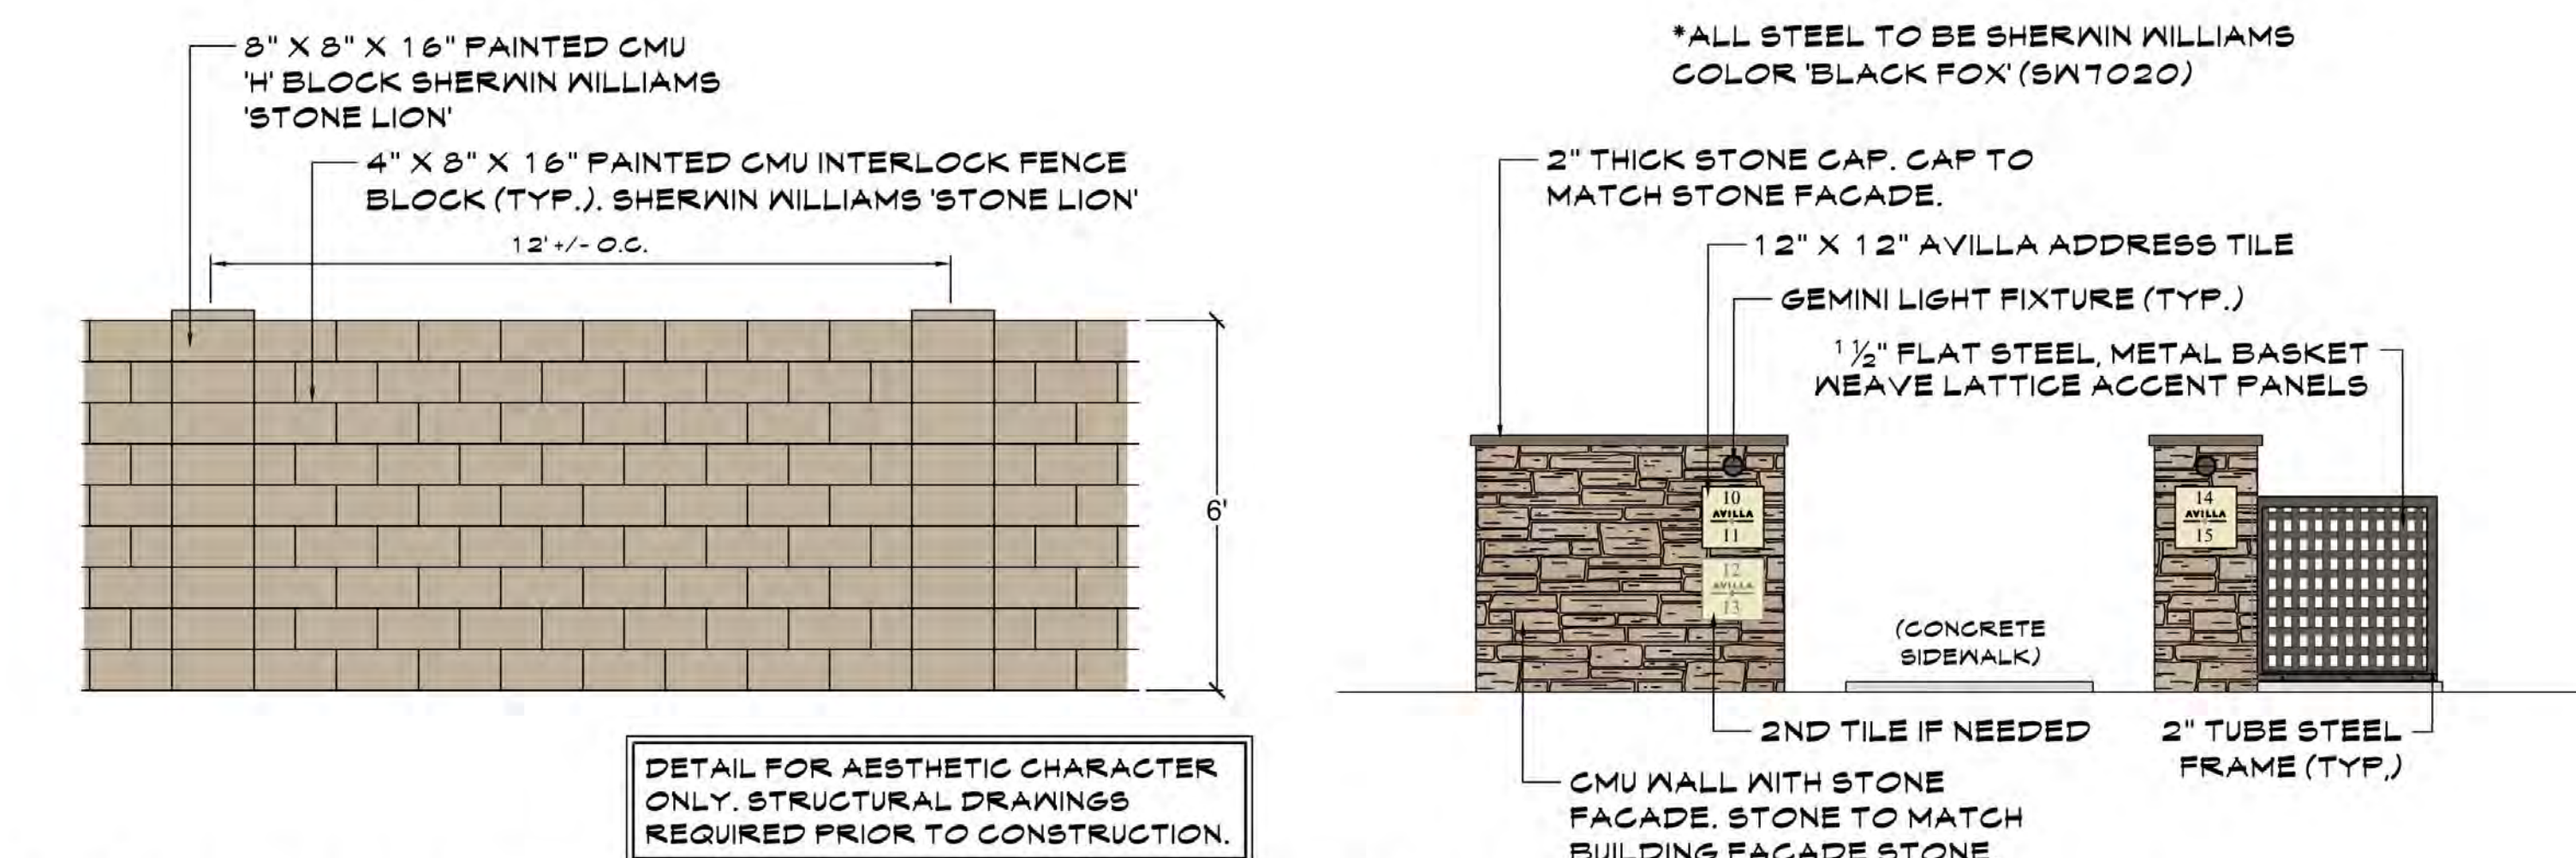 8" X 8" X 16" PAINTED CMU
'H' BLOCK SHERWIN WILLIAMS
'STONE LION'
4" X 8" X 16" PAINTED CMU INTERLOCK FENCE
BLOCK (TYP.). SHERWIN WILLIAMS 'STONE LION'
12' +/- O.C.
6'
DETAIL FOR AESTHETIC CHARACTER
ONLY. STRUCTURAL DRAWINGS
REQUIRED PRIOR TO CONSTRUCTION.
*ALL STEEL TO BE SHERWIN WILLIAMS
COLOR 'BLACK FOX' (SW7020)
2" THICK STONE CAP. CAP TO
MATCH STONE FACADE.
12" X 12" AVILLA ADDRESS TILE
GEMINI LIGHT FIXTURE (TYP.)
1 ½" FLAT STEEL, METAL BASKET
WEAVE LATTICE ACCENT PANELS
10
AVILLA
11
12
AVILLA
13
14
AVILLA
15
(CONCRETE
SIDEWALK)
2ND TILE IF NEEDED
2" TUBE STEEL
FRAME (TYP,)
CMU WALL WITH STONE
FACADE. STONE TO MATCH
BUILDING FACADE STONE.